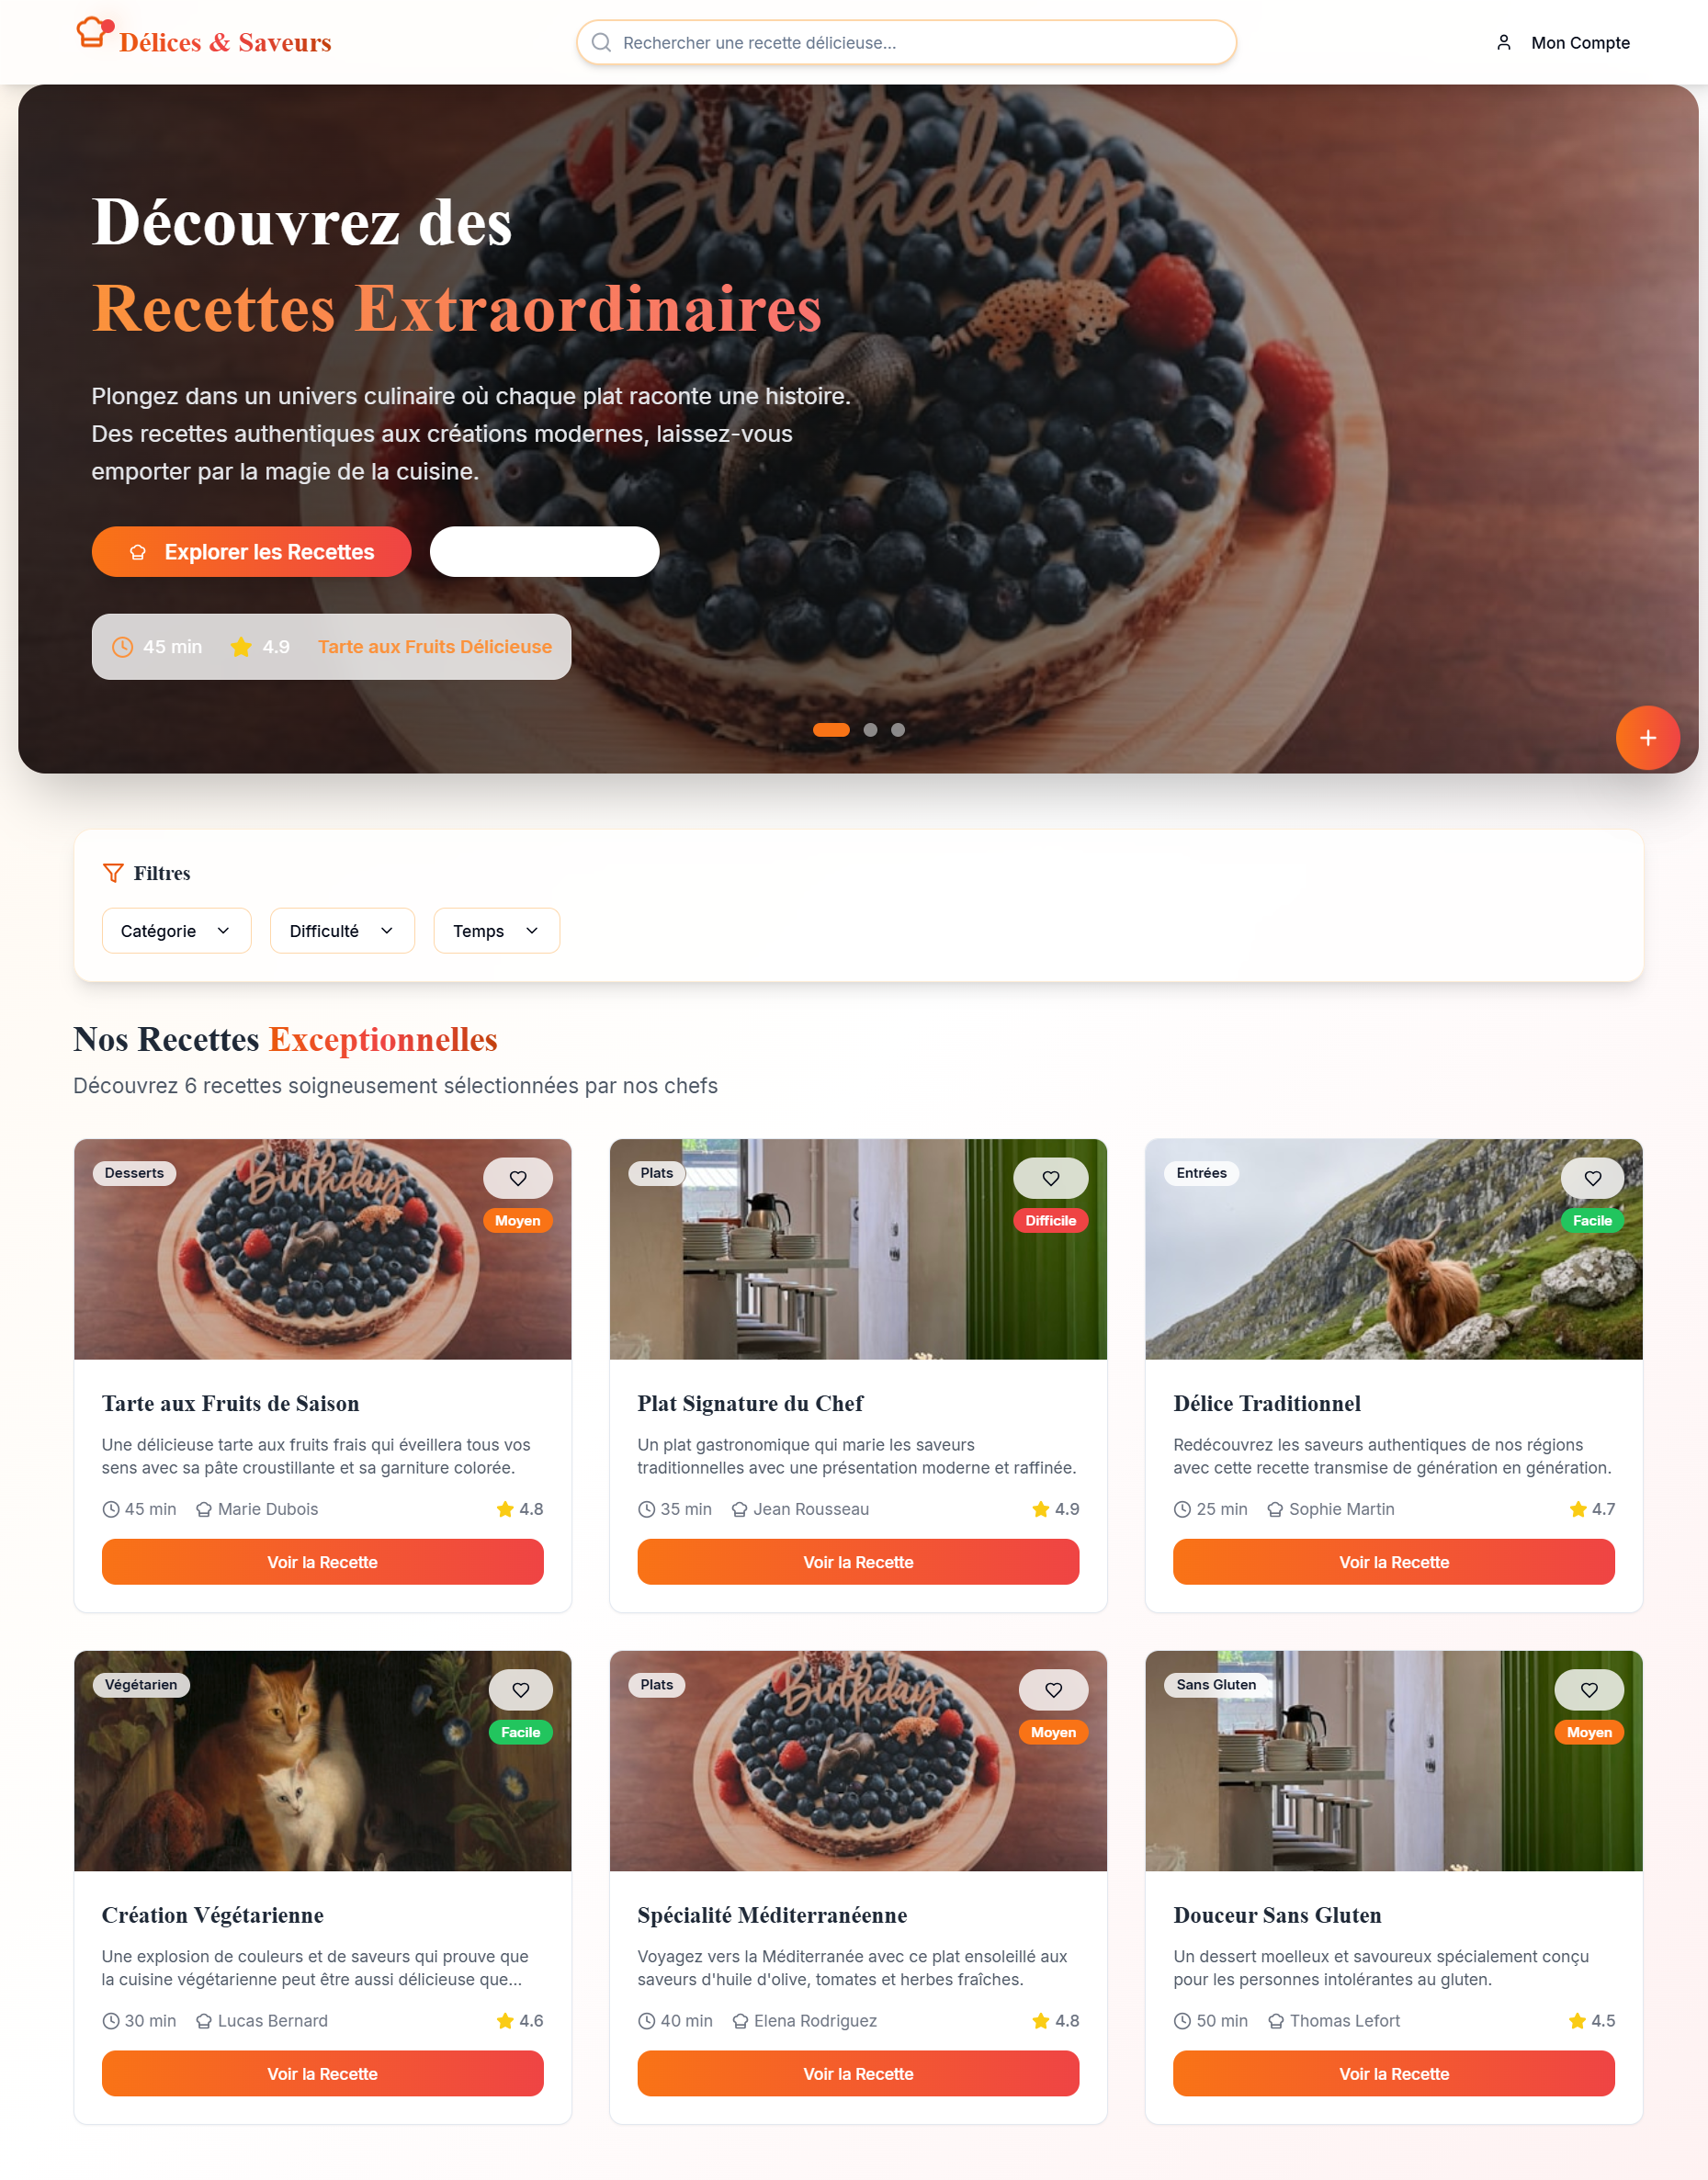 Délices & Saveurs
Rechercher une recette délicieuse...
Mon Compte
Birthday
Découvrez des
Recettes Extraordinaires
Plongez dans un univers culinaire où chaque plat raconte une histoire.
Des recettes authentiques aux créations modernes, laissez-vous
emporter par la magie de la cuisine.
Explorer les Recettes
45 min
4.9
Tarte aux Fruits Délicieuse
Filtres
Catégorie
Difficulté
Temps
Nos Recettes Exceptionnelles
Découvrez 6 recettes soigneusement sélectionnées par nos chefs
Desserts
Birthday
Moyen
Tarte aux Fruits de Saison
Une délicieuse tarte aux fruits frais qui éveillera tous vos
sens avec sa pâte croustillante et sa garniture colorée.
45 min
Marie Dubois
4.8
Voir la Recette
Plats
Difficile
Plat Signature du Chef
Un plat gastronomique qui marie les saveurs
traditionnelles avec une présentation moderne et raffinée.
35 min
Jean Rousseau
4.9
Voir la Recette
Entrées
Facile
Délice Traditionnel
Redécouvrez les saveurs authentiques de nos régions
avec cette recette transmise de génération en génération.
25 min
Sophie Martin
4.7
Voir la Recette
Végétarien
Facile
Création Végétarienne
Une explosion de couleurs et de saveurs qui prouve que
la cuisine végétarienne peut être aussi délicieuse que...
30 min
Lucas Bernard
4.6
Voir la Recette
Plats
Birthday
Moyen
Spécialité Méditerranéenne
Voyagez vers la Méditerranée avec ce plat ensoleillé aux
saveurs d'huile d'olive, tomates et herbes fraîches.
40 min
Elena Rodriguez
4.8
Voir la Recette
Sans Gluten
Moyen
Douceur Sans Gluten
Un dessert moelleux et savoureux spécialement conçu
pour les personnes intolérantes au gluten.
50 min
Thomas Lefort
4.5
Voir la Recette